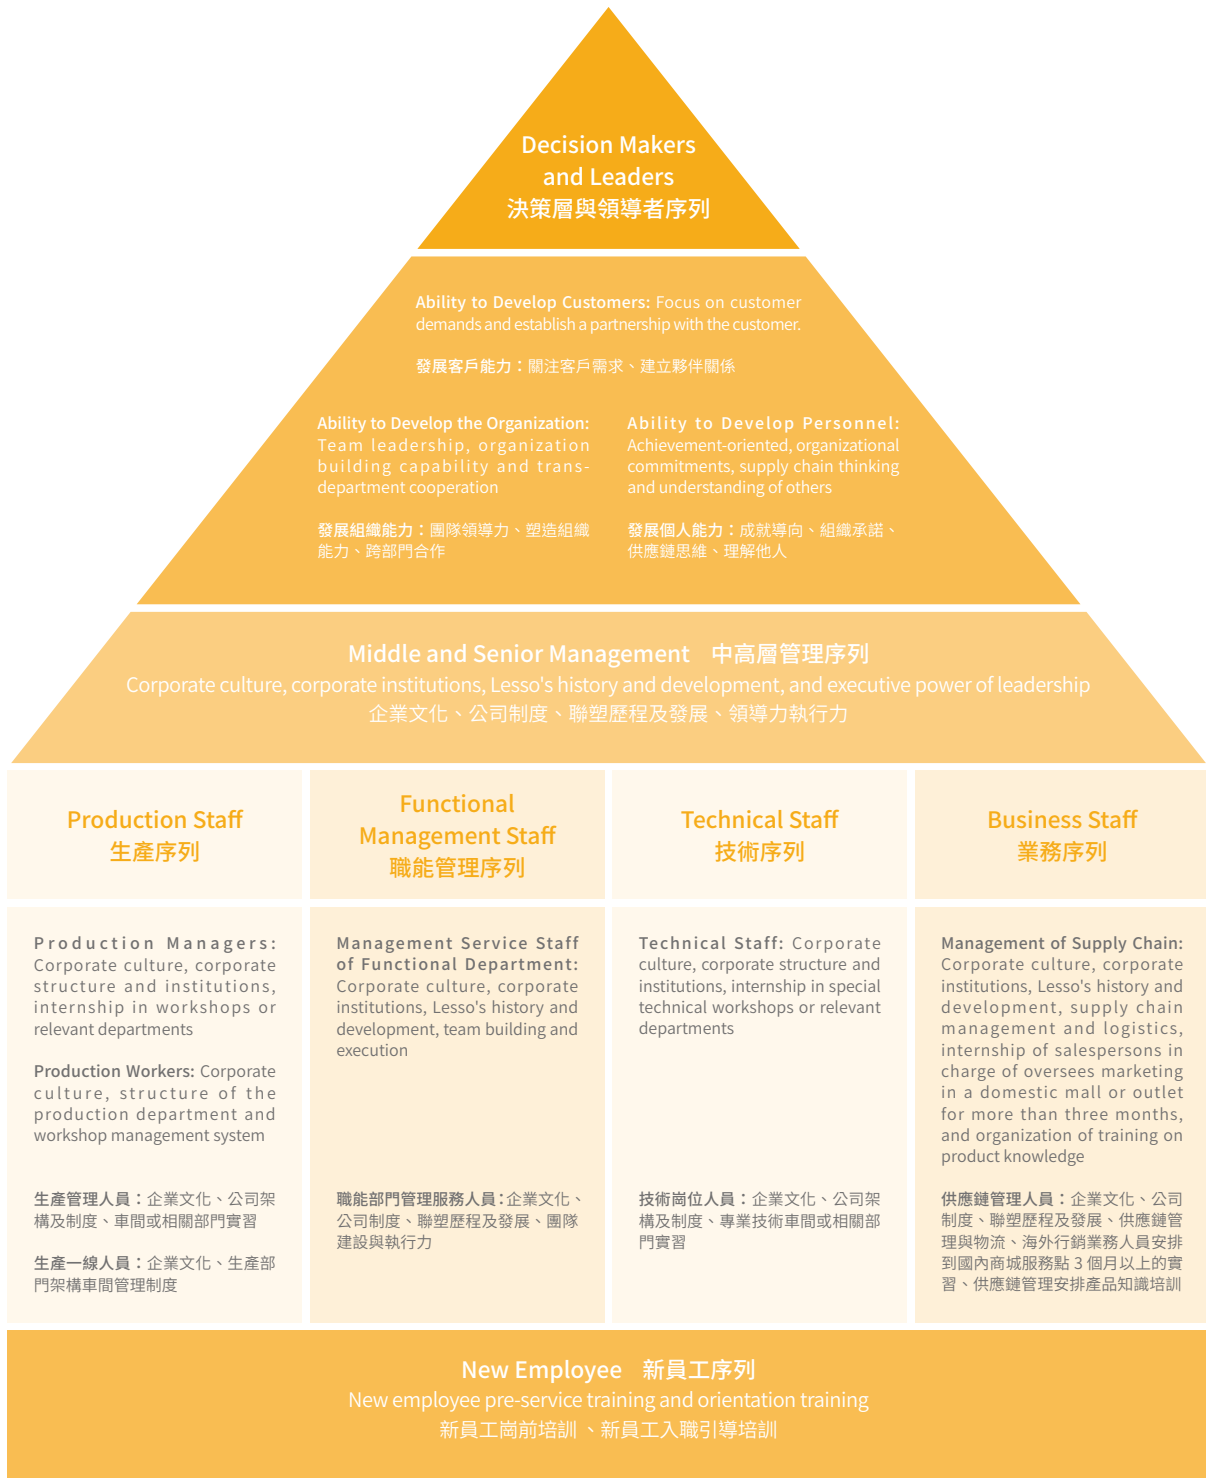 Decision Makers
and Leaders
決策層與領導者序列
Ability to Develop Customers: Focus on customer
demands and establish a partnership with the customer.
發展客戶能力：關注客戶需求、建立夥伴關係
Ability to Develop the Organization:
Team leadership, organization
building capability and trans-
department cooperation
發展組織能力：團隊領導力、塑造組織
能力、跨部門合作
Ability to Develop Personnel:
Achievement-oriented, organizational
commitments, supply chain thinking
and understanding of others
發展個人能力：成就導向、組織承諾、
供應鏈思維、理解他人
Middle and Senior Management 中高層管理序列
Corporate culture, corporate institutions, Lesso's history and development, and executive power of leadership
企業文化、公司制度、聯塑歷程及發展、領導力執行力
Production Staff
生產序列
Functional
Management Staff
職能管理序列
Technical Staff
技術序列
Business Staff
業務序列
Production Managers:
Corporate culture, corporate
structure and institutions,
internship in workshops or
relevant departments
Production Workers: Corporate
culture, structure of the
production department and
workshop management system
生產管理人員：企業文化、公司架
構及制度、車間或相關部門實習
生產一線人員：企業文化、生產部
門架構車間管理制度
Management Service Staff
of Functional Department:
Corporate culture, corporate
institutions, Lesso's history and
development, team building and
execution
職能部門管理服務人員：企業文化、
公司制度、聯塑歷程及發展、團隊
建設與執行力
Technical Staff: Corporate
culture, corporate structure and
institutions, internship in special
technical workshops or relevant
departments
技術崗位人員：企業文化、公司架
構及制度、專業技術車間或相關部
門實習
Management of Supply Chain:
Corporate culture, corporate
institutions, Lesso's history and
development, supply chain
management and logistics,
internship of salespersons in
charge of oversees marketing
in a domestic mall or outlet
for more than three months,
and organization of training on
product knowledge
供應鏈管理人員：企業文化、公司
制度、聯塑歷程及發展、供應鏈管
理與物流、海外行銷業務人員安排
到國內商城服務點 3 個月以上的實
習、供應鏈管理安排產品知識培訓
New Employee 新員工序列
New employee pre-service training and orientation training
新員工崗前培訓 、新員工入職引導培訓